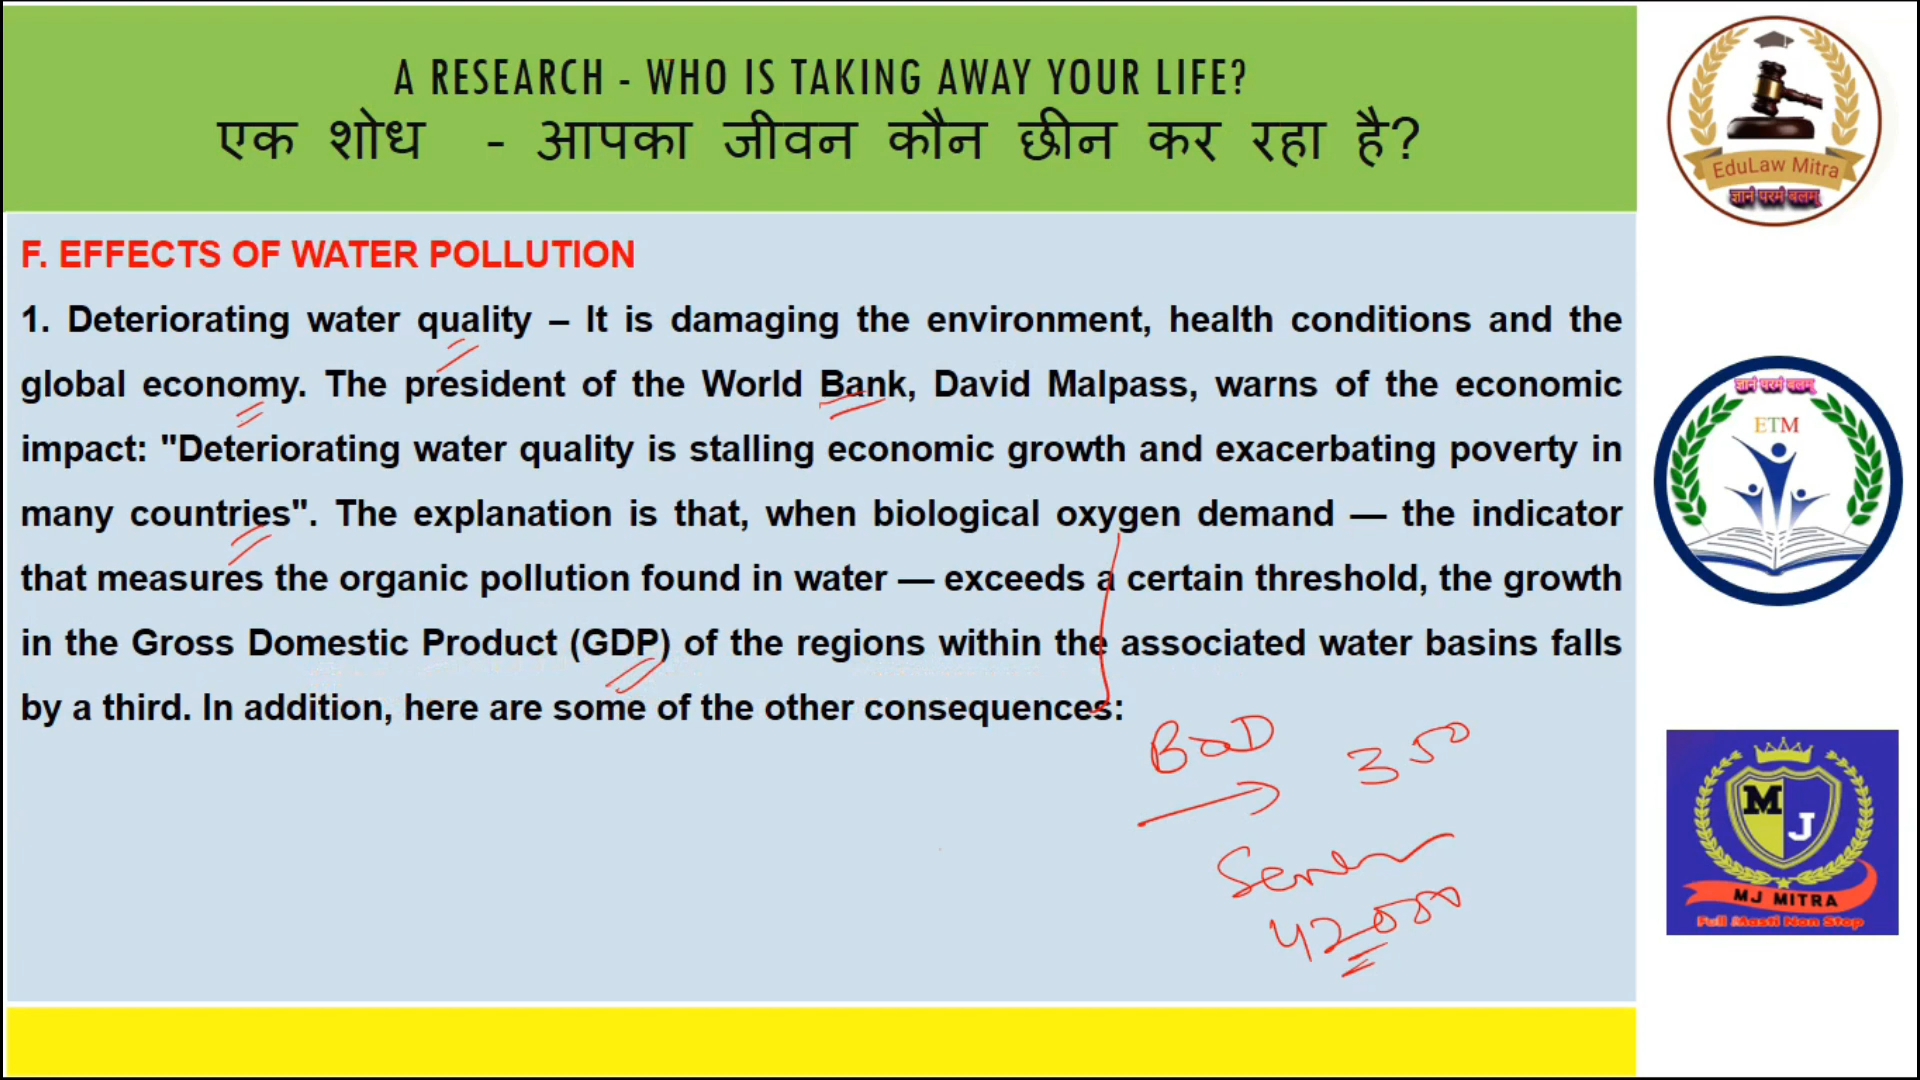 A RESEARCH - WHO IS TAKING AWAY YOUR LIFE?
एक शोध - आपका जीवन कौन छीन कर रहा है?
F. EFFECTS OF WATER POLLUTION
1. Deteriorating water quality – It is damaging the environment, health conditions and the
global economy. The president of the World Bank, David Malpass, warns of the economic
impact: "Deteriorating water quality is stalling economic growth and exacerbating poverty in
many countries". The explanation is that, when biological oxygen demand — the indicator
that measures the organic pollution found in water — exceeds a certain threshold, the growth
in the Gross Domestic Product (GDP) of the regions within the associated water basins falls
by a third. In addition, here are some of the other consequences:
BOD 350
42000
EduLaw Mitra
ज्ञानं परमं बलम्
ज्ञानं परमं बलम्
ETM
M J
MJ MITRA
Full Masti Non Stop